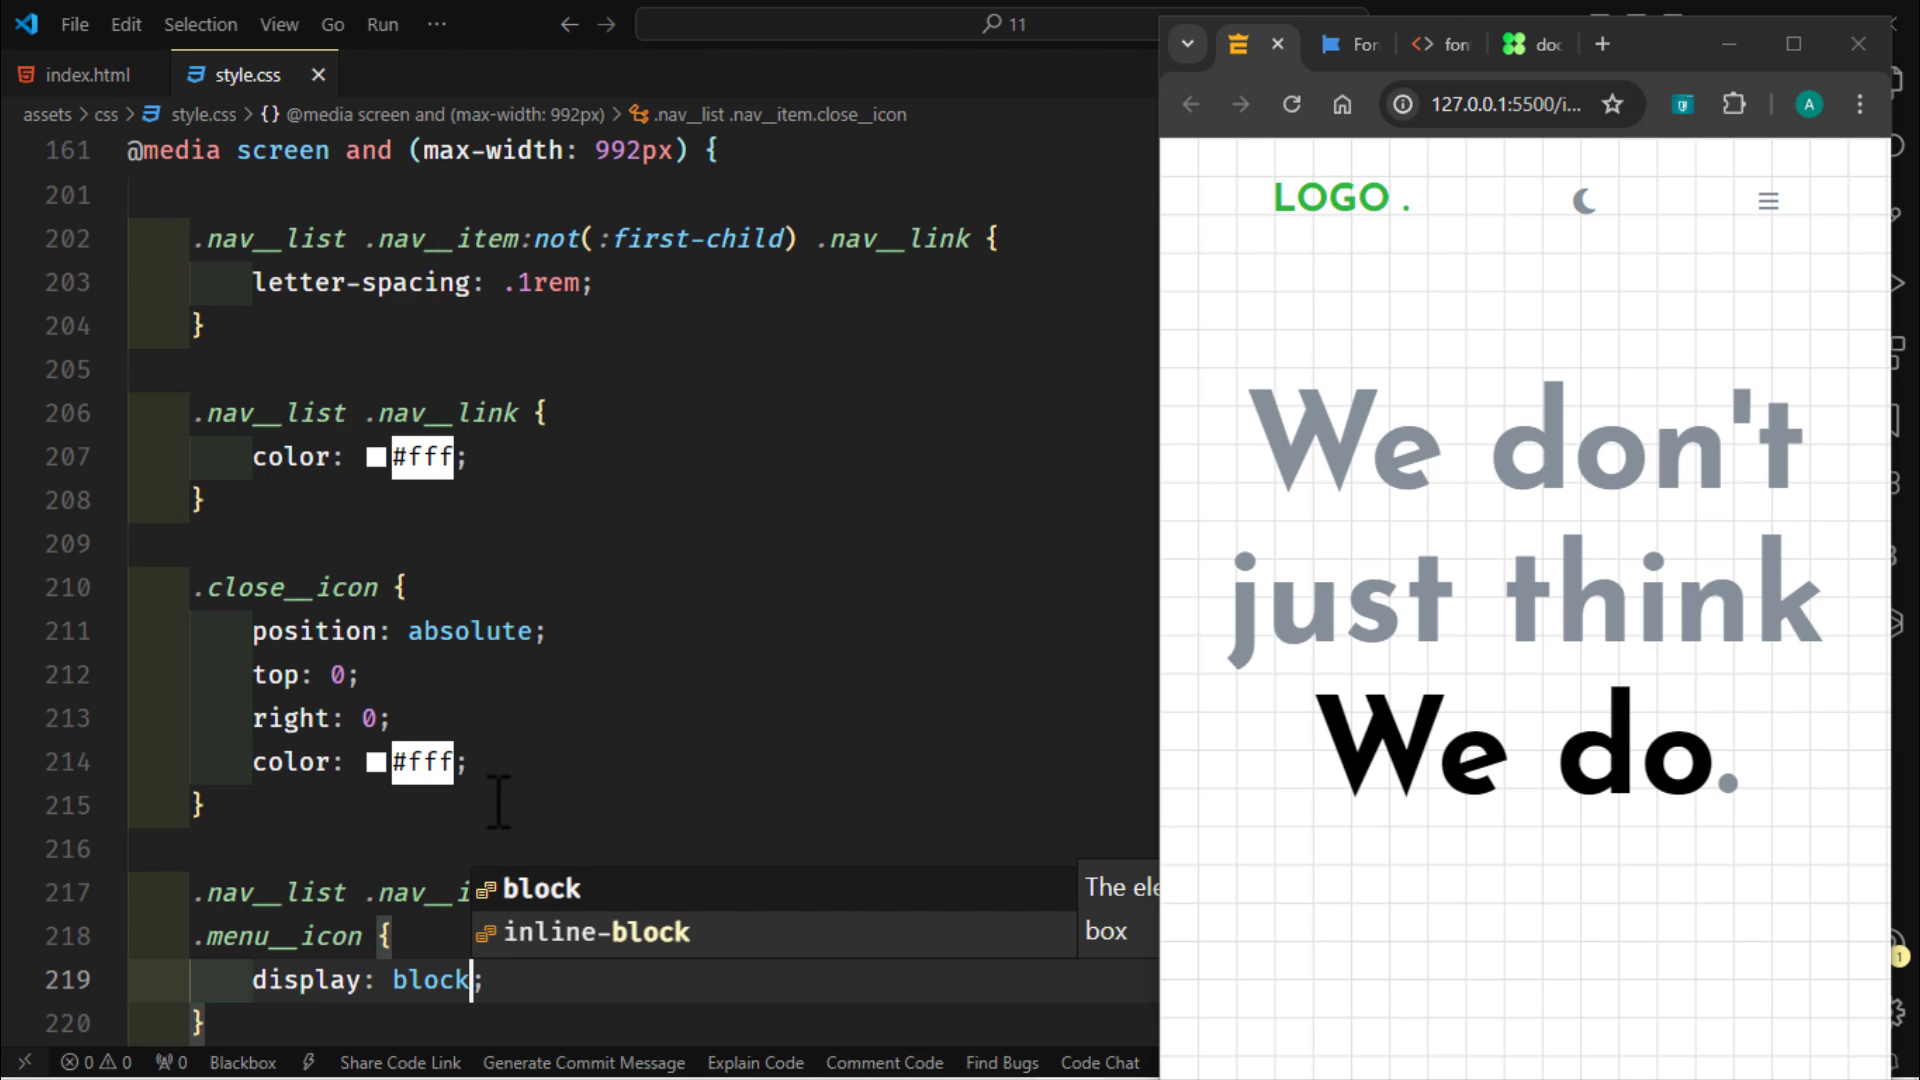 File Edit Selection View Go Run ··· 11
index.html style.css
assets > css > style.css > {} @media screen and (max-width: 992px) > .nav__list .nav__item.close__icon
161 @media screen and (max-width: 992px) {
201
202 .nav__list .nav__item:not(:first-child) .nav__link {
203 letter-spacing: .1rem;
204 }
205
206 .nav__list .nav__link {
207 color: #fff;
208 }
209
210 .close__icon {
211 position: absolute;
212 top: 0;
213 right: 0;
214 color: #fff;
215 }
216
217 .nav__list .nav__i
218 .menu__icon {
219 display: block;
220 }
block
inline-block
The ele
box
0 0 0 Blackbox Share Code Link Generate Commit Message Explain Code Comment Code Find Bugs Code Chat
For fon doc
127.0.0.1:5500/i... A
LOGO .
We don't
just think
We do.
1